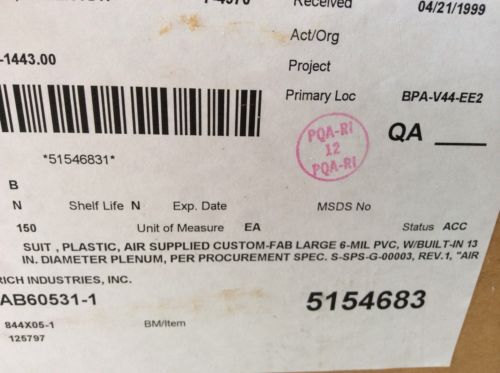 Received 04/21/1999
Act/Org
-1443.00
Project
Primary Loc BPA-V44-EE2
PQA-RI
12
PQA-RI
QA ____
*51546831*
B
N Shelf Life N Exp. Date MSDS No
150 Unit of Measure EA Status ACC
SUIT , PLASTIC, AIR SUPPLIED CUSTOM-FAB LARGE 6-MIL PVC, W/BUILT-IN 13
IN. DIAMETER PLENUM, PER PROCUREMENT SPEC. S-SPS-G-00003, REV.1, "AIR
RICH INDUSTRIES, INC.
AB60531-1 5154683
844X05-1 BM/Item
125797